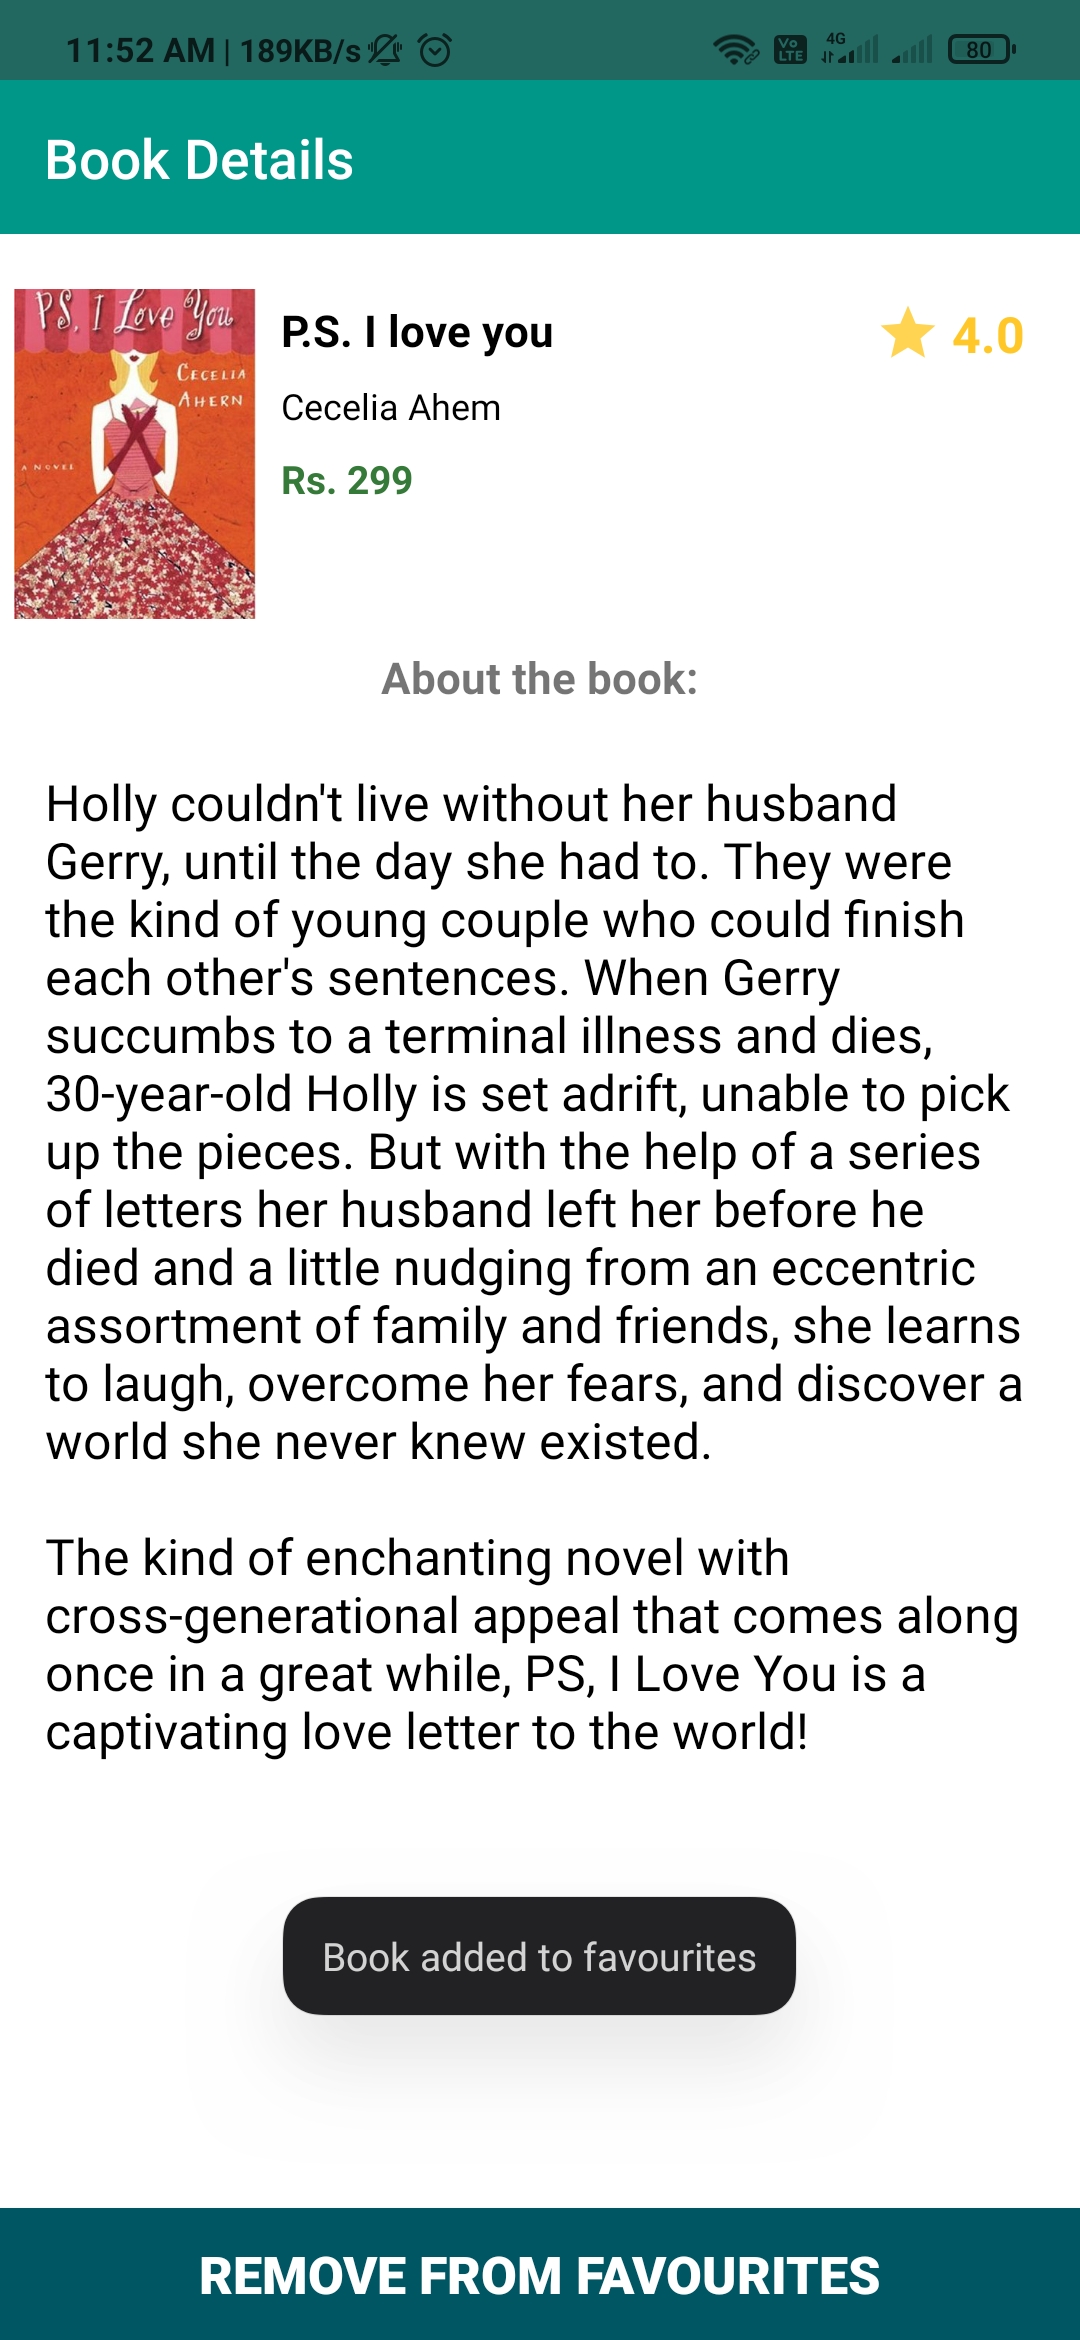 11:52 AM | 189KB/s
Vo
LTE
4G
80
Book Details
PS, I Love You
CECELIA
AHERN
A NOVEL
P.S. I love you
4.0
Cecelia Ahem
Rs. 299
About the book:
Holly couldn't live without her husband
Gerry, until the day she had to. They were
the kind of young couple who could finish
each other's sentences. When Gerry
succumbs to a terminal illness and dies,
30-year-old Holly is set adrift, unable to pick
up the pieces. But with the help of a series
of letters her husband left her before he
died and a little nudging from an eccentric
assortment of family and friends, she learns
to laugh, overcome her fears, and discover a
world she never knew existed.
The kind of enchanting novel with
cross-generational appeal that comes along
once in a great while, PS, I Love You is a
captivating love letter to the world!
Book added to favourites
REMOVE FROM FAVOURITES